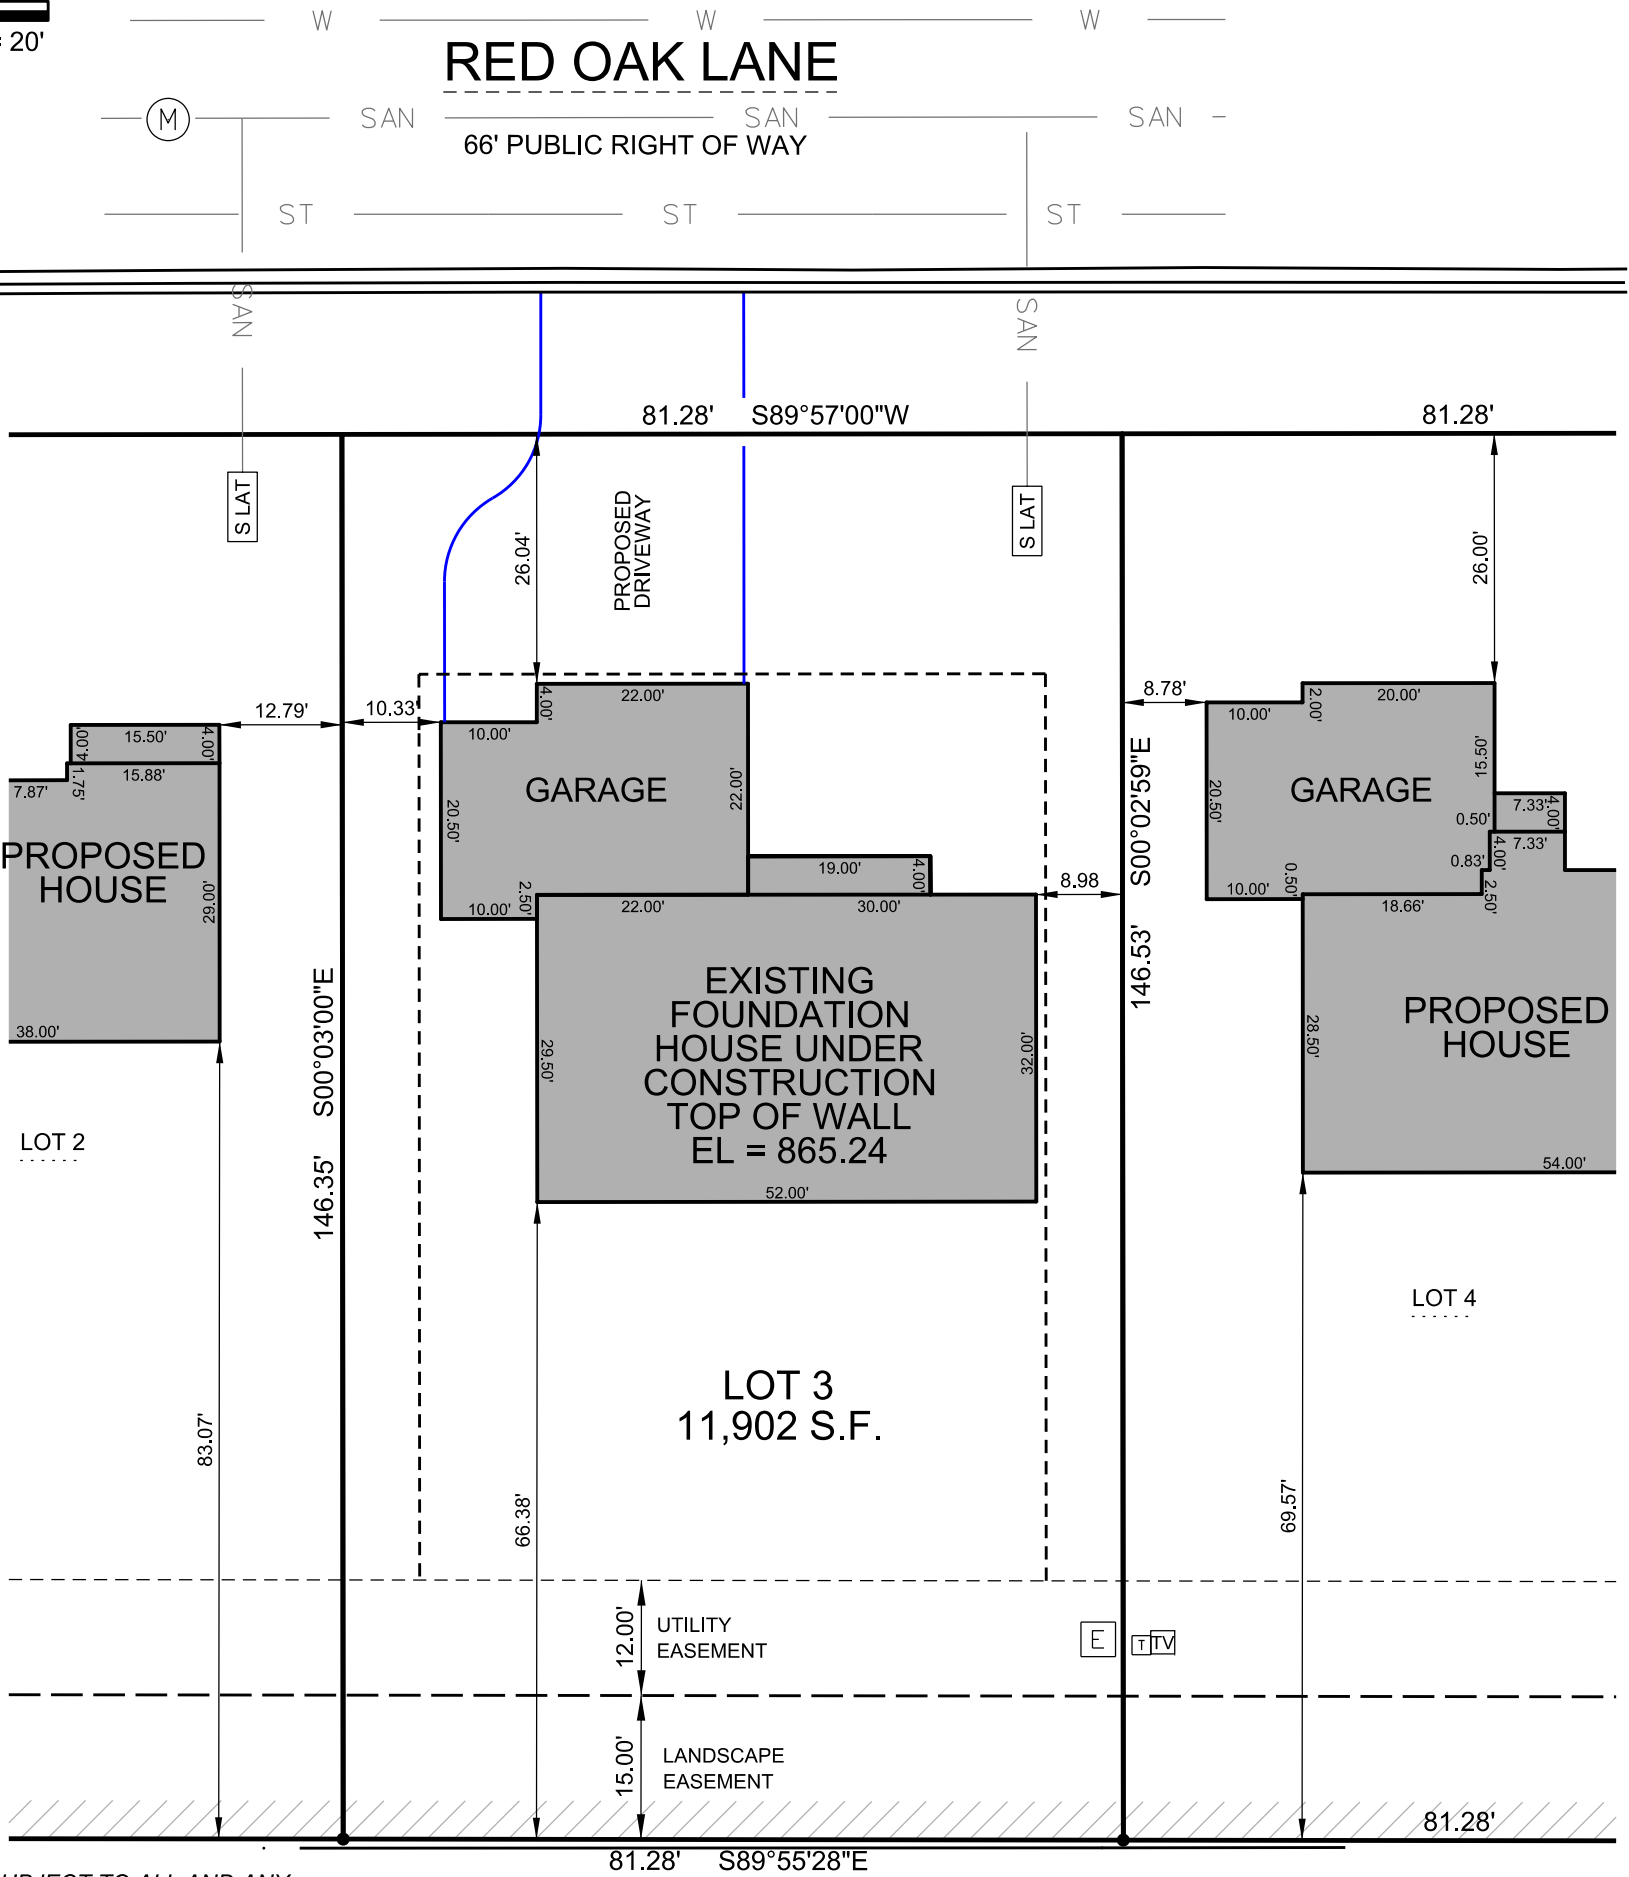 = 20'
W W W
RED OAK LANE
M SAN SAN SAN
66' PUBLIC RIGHT OF WAY
ST ST ST
SAN SAN
81.28' S89°57'00"W 81.28'
S LAT
S LAT
26.04'
PROPOSED
DRIVEWAY
26.00'
12.79' 10.33'
8.78'
4.00' 22.00'
10.00'
GARAGE
20.50'
22.00'
19.00' 4.00'
10.00' 2.50' 22.00' 30.00'
8.98
EXISTING
FOUNDATION
HOUSE UNDER
CONSTRUCTION
TOP OF WALL
EL = 865.24
29.50'
32.00'
52.00'
4.00' 15.50' 4.00'
1.75' 15.88'
7.87'
PROPOSED
HOUSE
29.00'
38.00'
LOT 2
83.07'
146.35' S00°03'00"E
146.53' S00°02'59"E
2.00' 20.00'
10.00'
15.50'
GARAGE
20.50'
7.33' 4.00'
0.50' 7.33'
4.00'
0.83'
10.00' 0.50' 18.66' 2.50'
PROPOSED
HOUSE
28.50'
54.00'
LOT 4
69.57'
LOT 3
11,902 S.F.
66.38'
12.00'
UTILITY
EASEMENT
E T TV
15.00'
LANDSCAPE
EASEMENT
81.28'
81.28' S89°55'28"E
UBJECT TO ALL AND ANY